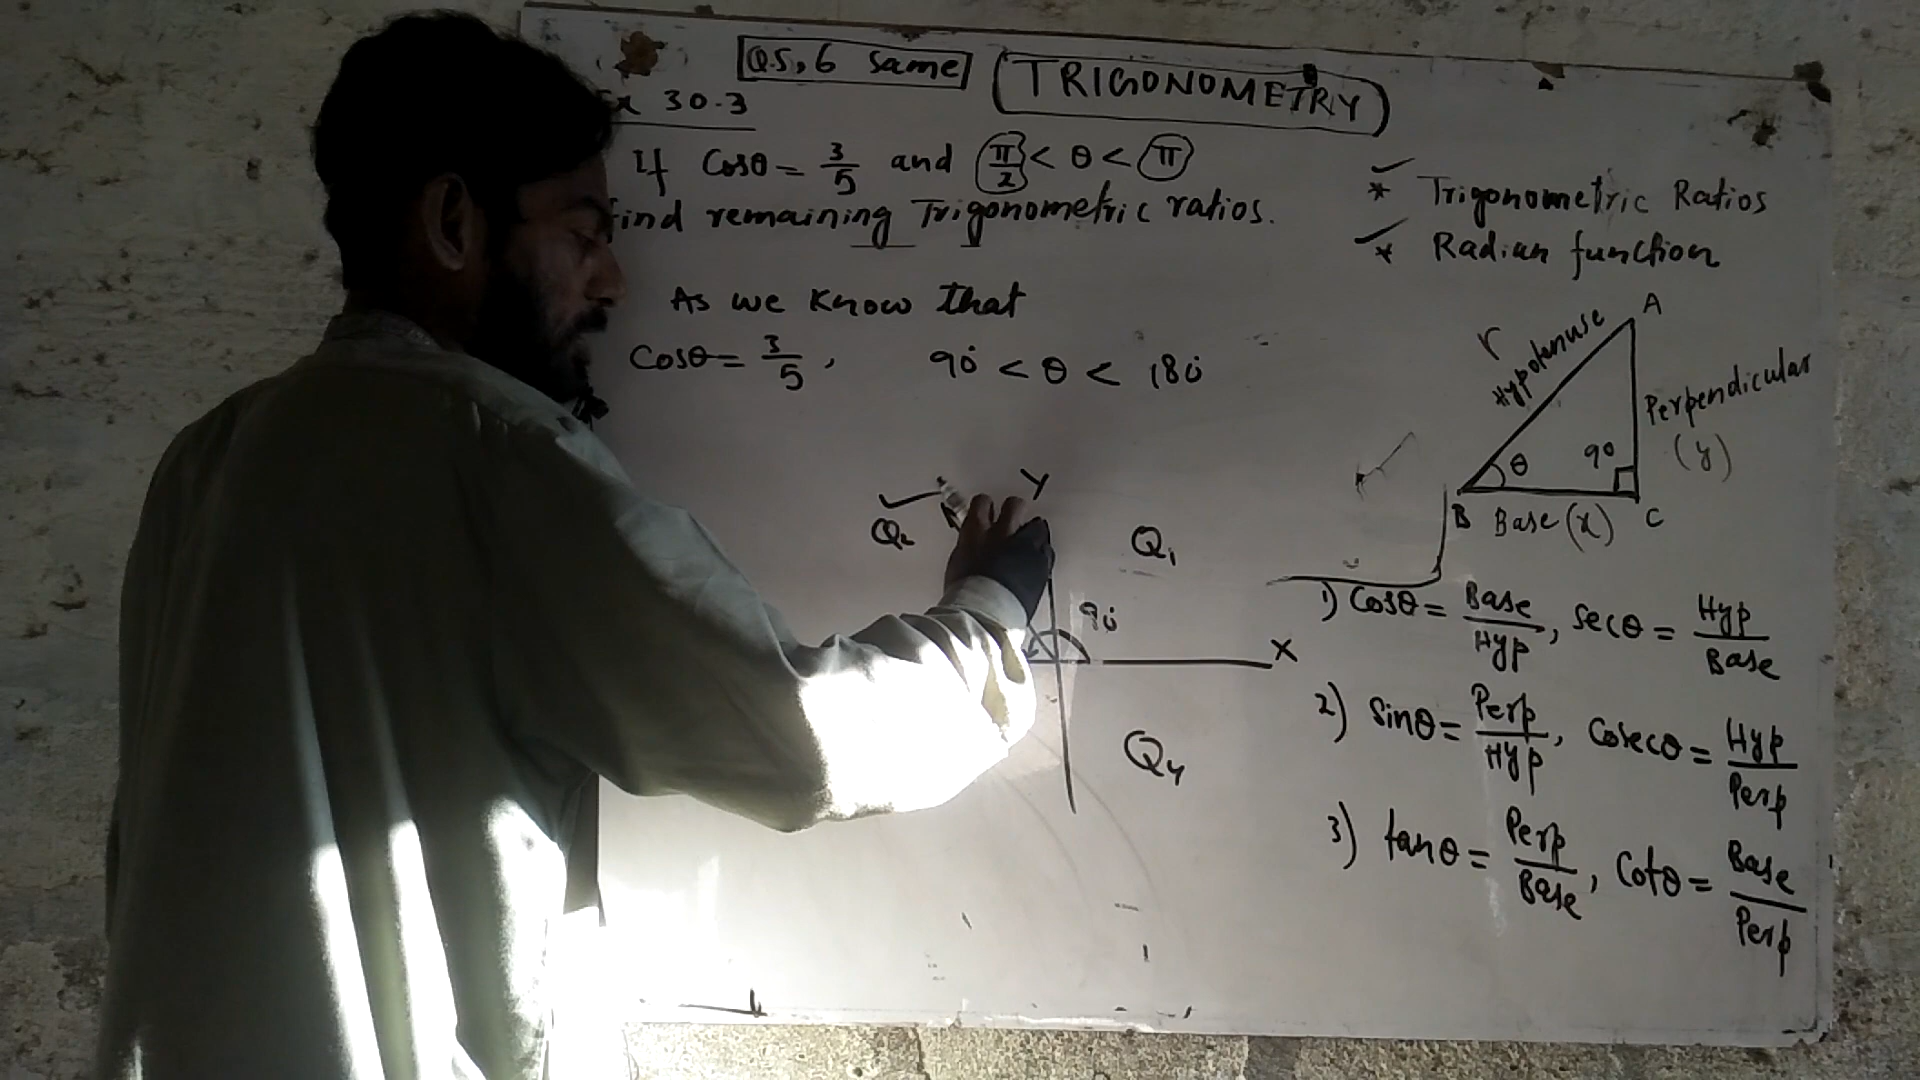 Q.5,6 Same
TRIGONOMETRY
Ex 30.3
If Cosθ = 3/5 and π/2 < θ < π
find remaining Trigonometric ratios.
As we know that
Cosθ = 3/5, 90° < θ < 180°
Y
Q2
Q1
90°
X
Q4
* Trigonometric Ratios
* Radian function
A
r
Hypotenuse
Perpendicular
(y)
θ
90
B Base (x) C
1) Cosθ = Base/Hyp, Secθ = Hyp/Base
2) Sinθ = Perp/Hyp, Cosecθ = Hyp/Perp
3) tanθ = Perp/Base, Cotθ = Base/Perp